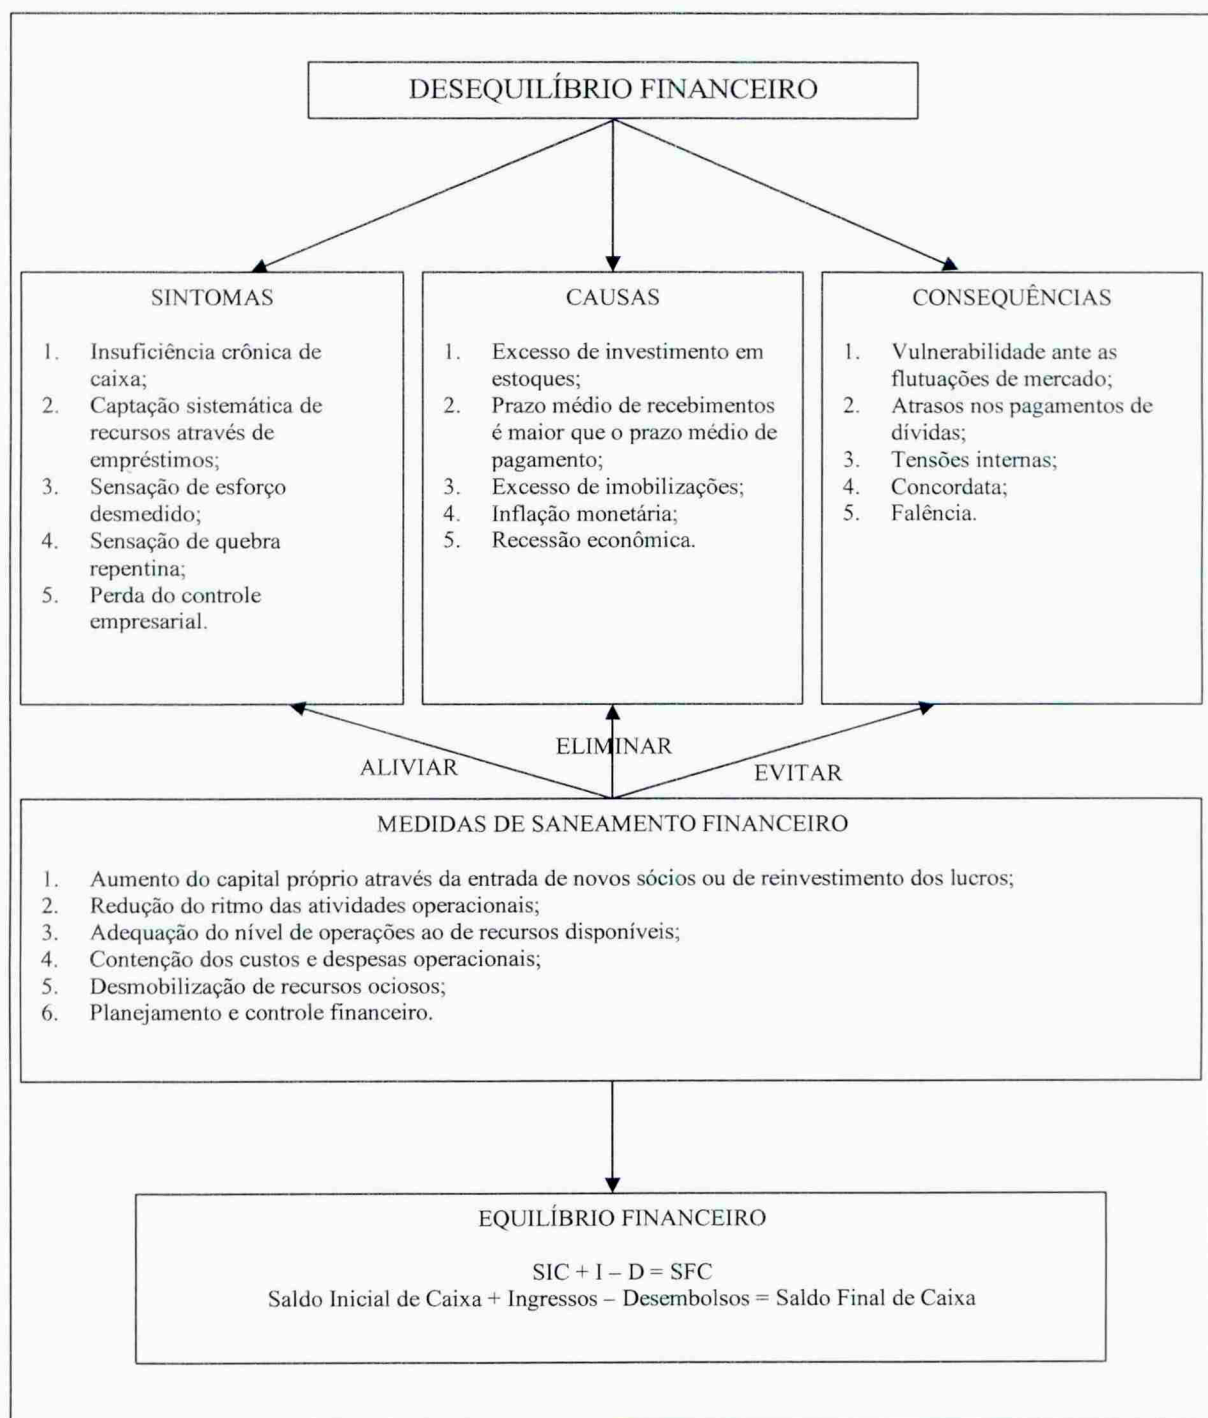 DESEQUILÍBRIO FINANCEIRO
SINTOMAS
1. Insuficiência crônica de
caixa;
2. Captação sistemática de
recursos através de
empréstimos;
3. Sensação de esforço
desmedido;
4. Sensação de quebra
repentina;
5. Perda do controle
empresarial.
CAUSAS
1. Excesso de investimento em
estoques;
2. Prazo médio de recebimentos
é maior que o prazo médio de
pagamento;
3. Excesso de imobilizações;
4. Inflação monetária;
5. Recessão econômica.
CONSEQUÊNCIAS
1. Vulnerabilidade ante as
flutuações de mercado;
2. Atrasos nos pagamentos de
dívidas;
3. Tensões internas;
4. Concordata;
5. Falência.
ALIVIAR
ELIMINAR
EVITAR
MEDIDAS DE SANEAMENTO FINANCEIRO
1. Aumento do capital próprio através da entrada de novos sócios ou de reinvestimento dos lucros;
2. Redução do ritmo das atividades operacionais;
3. Adequação do nível de operações ao de recursos disponíveis;
4. Contenção dos custos e despesas operacionais;
5. Desmobilização de recursos ociosos;
6. Planejamento e controle financeiro.
EQUILÍBRIO FINANCEIRO
SIC + I – D = SFC
Saldo Inicial de Caixa + Ingressos – Desembolsos = Saldo Final de Caixa